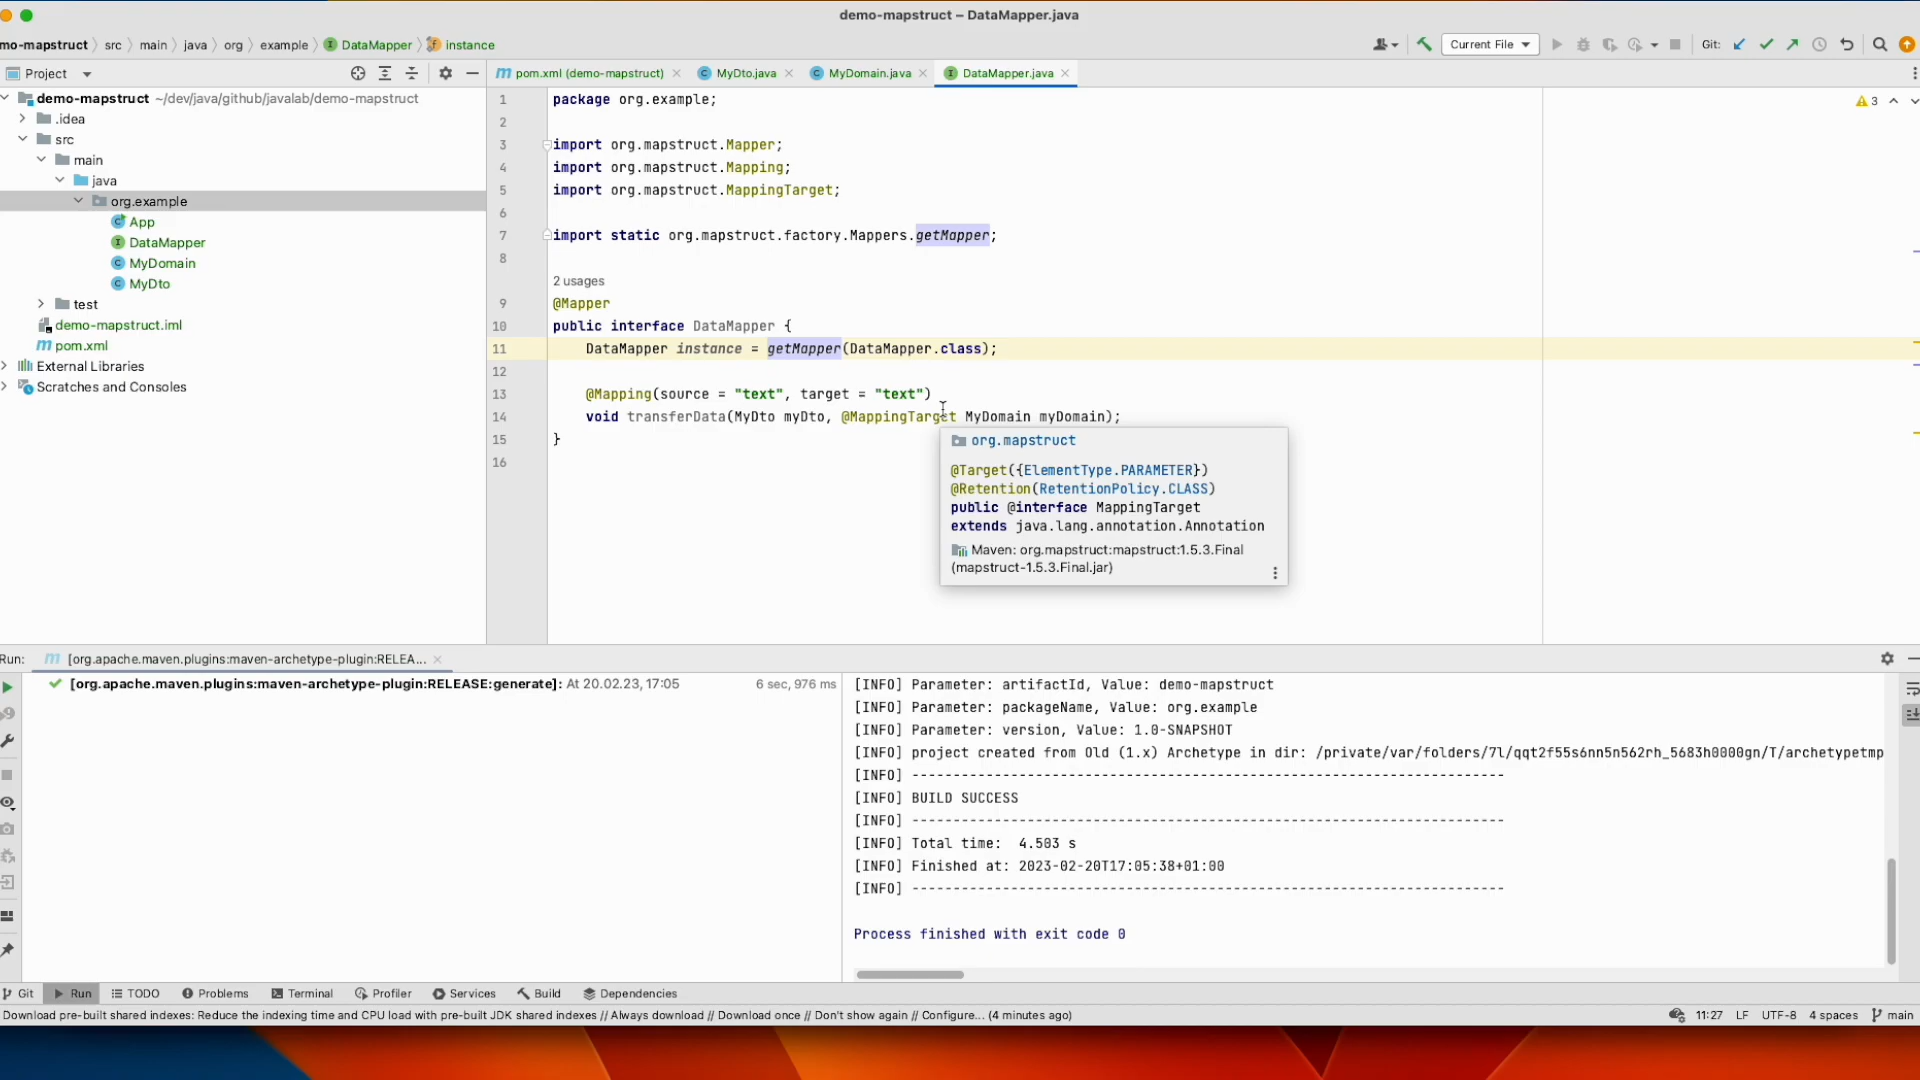 demo-mapstruct – DataMapper.java
mo-mapstruct > src > main > java > org > example > DataMapper > instance
Current File
Git:
Project
pom.xml (demo-mapstruct)
MyDto.java
MyDomain.java
DataMapper.java
demo-mapstruct ~/dev/java/github/javalab/demo-mapstruct
.idea
src
main
java
org.example
App
DataMapper
MyDomain
MyDto
test
demo-mapstruct.iml
pom.xml
External Libraries
Scratches and Consoles
3
1 package org.example;
2
3 import org.mapstruct.Mapper;
4 import org.mapstruct.Mapping;
5 import org.mapstruct.MappingTarget;
6
7 import static org.mapstruct.factory.Mappers.getMapper;
8
2 usages
9 @Mapper
10 public interface DataMapper {
11 DataMapper instance = getMapper(DataMapper.class);
12
13 @Mapping(source = "text", target = "text")
14 void transferData(MyDto myDto, @MappingTarget MyDomain myDomain);
15 }
16
org.mapstruct
@Target({ElementType.PARAMETER})
@Retention(RetentionPolicy.CLASS)
public @interface MappingTarget
extends java.lang.annotation.Annotation
Maven: org.mapstruct:mapstruct:1.5.3.Final
(mapstruct-1.5.3.Final.jar)
Run:
[org.apache.maven.plugins:maven-archetype-plugin:RELEA...
[org.apache.maven.plugins:maven-archetype-plugin:RELEASE:generate]: At 20.02.23, 17:05
6 sec, 976 ms
[INFO] Parameter: artifactId, Value: demo-mapstruct
[INFO] Parameter: packageName, Value: org.example
[INFO] Parameter: version, Value: 1.0-SNAPSHOT
[INFO] project created from Old (1.x) Archetype in dir: /private/var/folders/7l/qqt2f55s6nn5n562rh_5683h0000gn/T/archetypetmp
[INFO] ------------------------------------------------------------------------
[INFO] BUILD SUCCESS
[INFO] ------------------------------------------------------------------------
[INFO] Total time:  4.503 s
[INFO] Finished at: 2023-02-20T17:05:38+01:00
[INFO] ------------------------------------------------------------------------
Process finished with exit code 0
Git
Run
TODO
Problems
Terminal
Profiler
Services
Build
Dependencies
Download pre-built shared indexes: Reduce the indexing time and CPU load with pre-built JDK shared indexes // Always download // Download once // Don't show again // Configure... (4 minutes ago)
11:27
LF
UTF-8
4 spaces
main